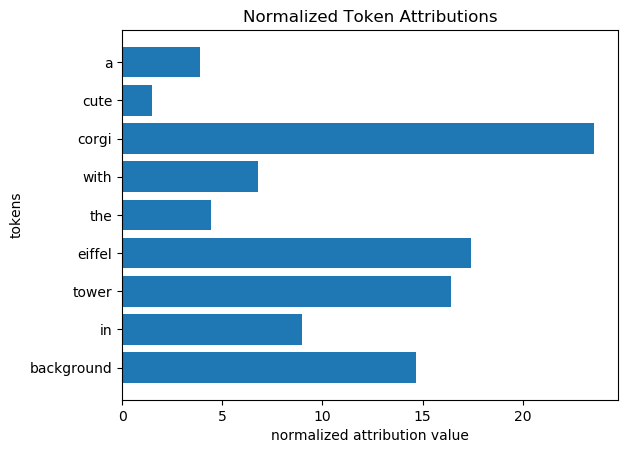 Normalized Token Attributions
a
cute
corgi
with
the
eiffel
tower
in
background
tokens
0 5 10 15 20
normalized attribution value